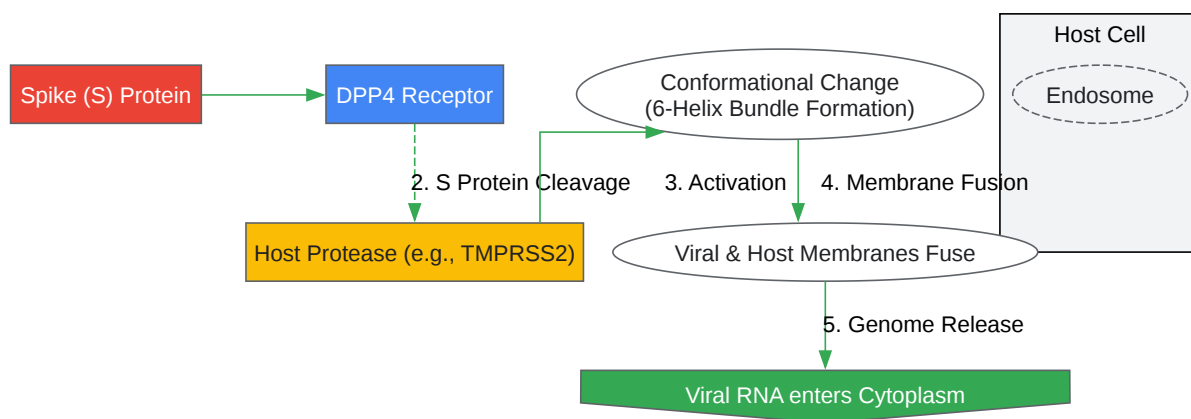 Host Cell
Spike (S) Protein
DPP4 Receptor
Conformational Change
(6-Helix Bundle Formation)
Endosome
2. S Protein Cleavage
3. Activation
4. Membrane Fusion
Host Protease (e.g., TMPRSS2)
Viral & Host Membranes Fuse
5. Genome Release
Viral RNA enters Cytoplasm